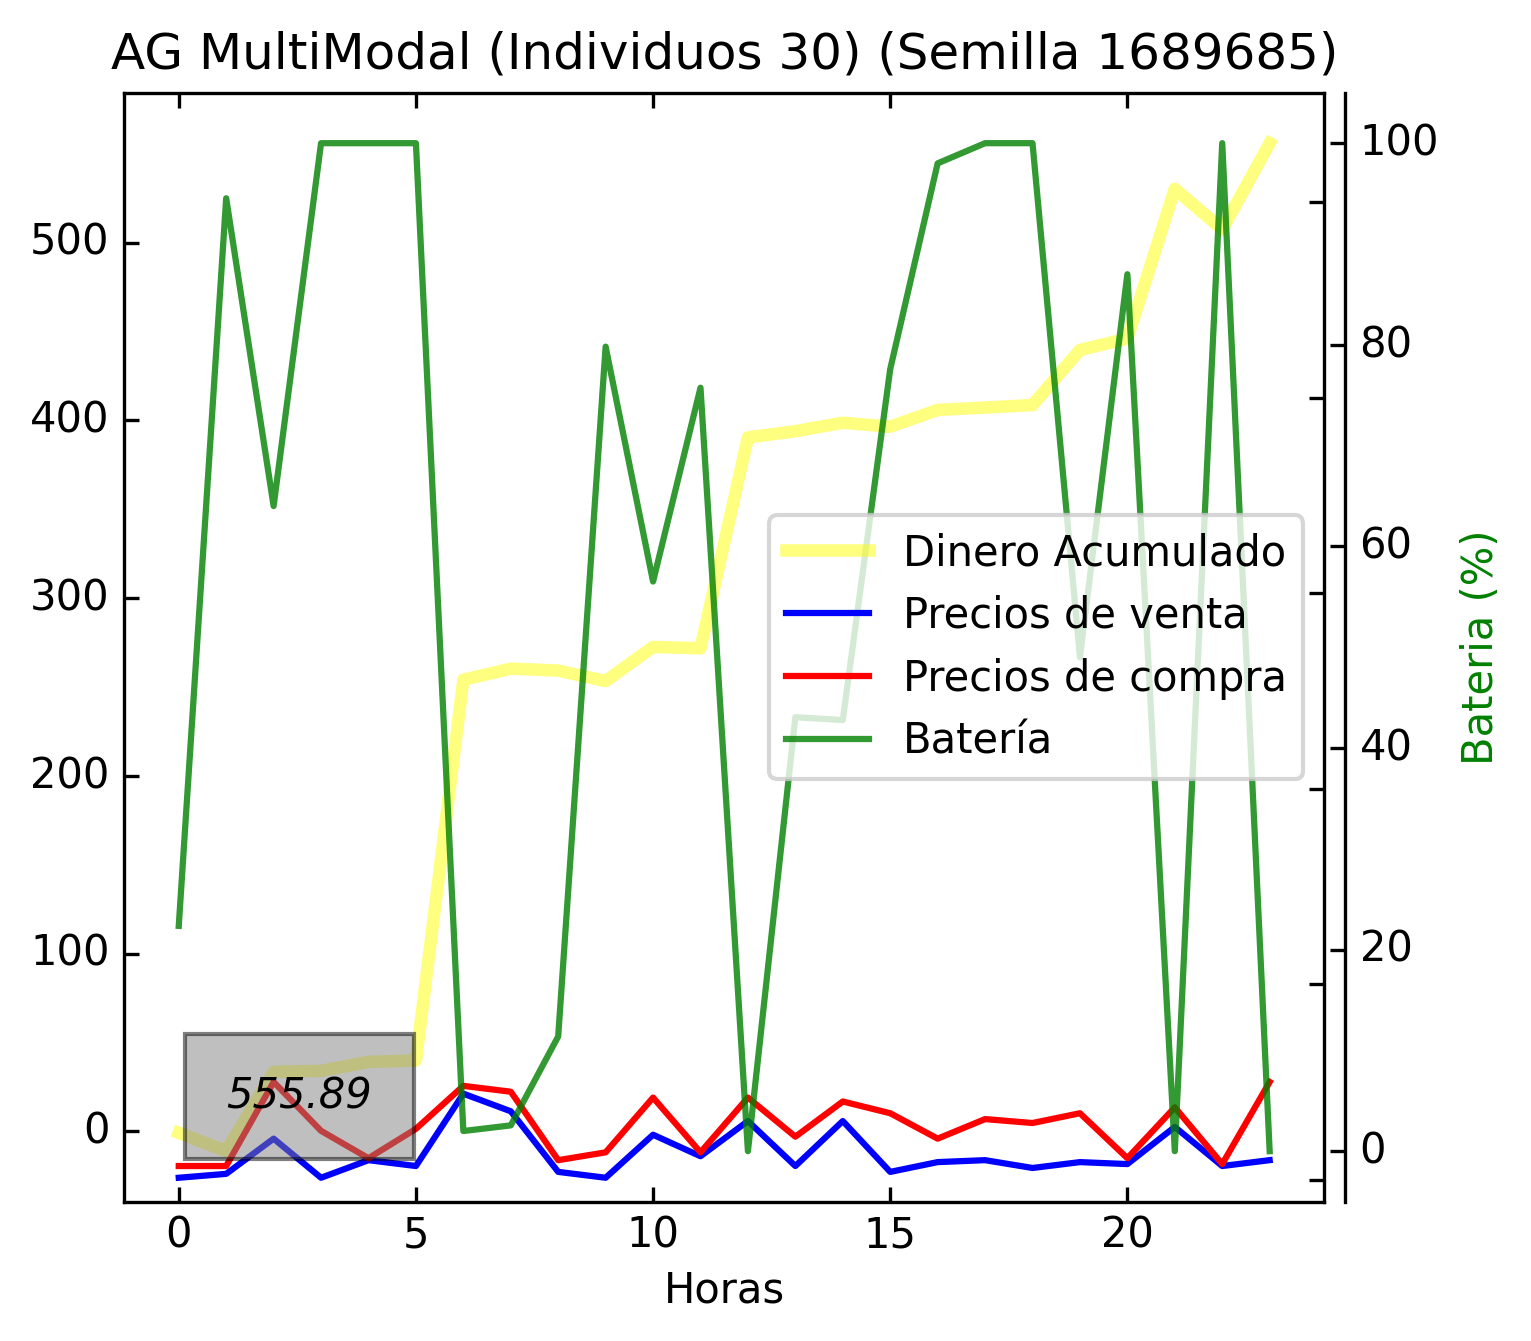 AG MultiModal (Individuos 30) (Semilla 1689685)
500
400
300
200
100
0
100
80
60
40
20
0
Bateria (%)
Dinero Acumulado
Precios de venta
Precios de compra
Batería
555.89
0 5 10 15 20
Horas